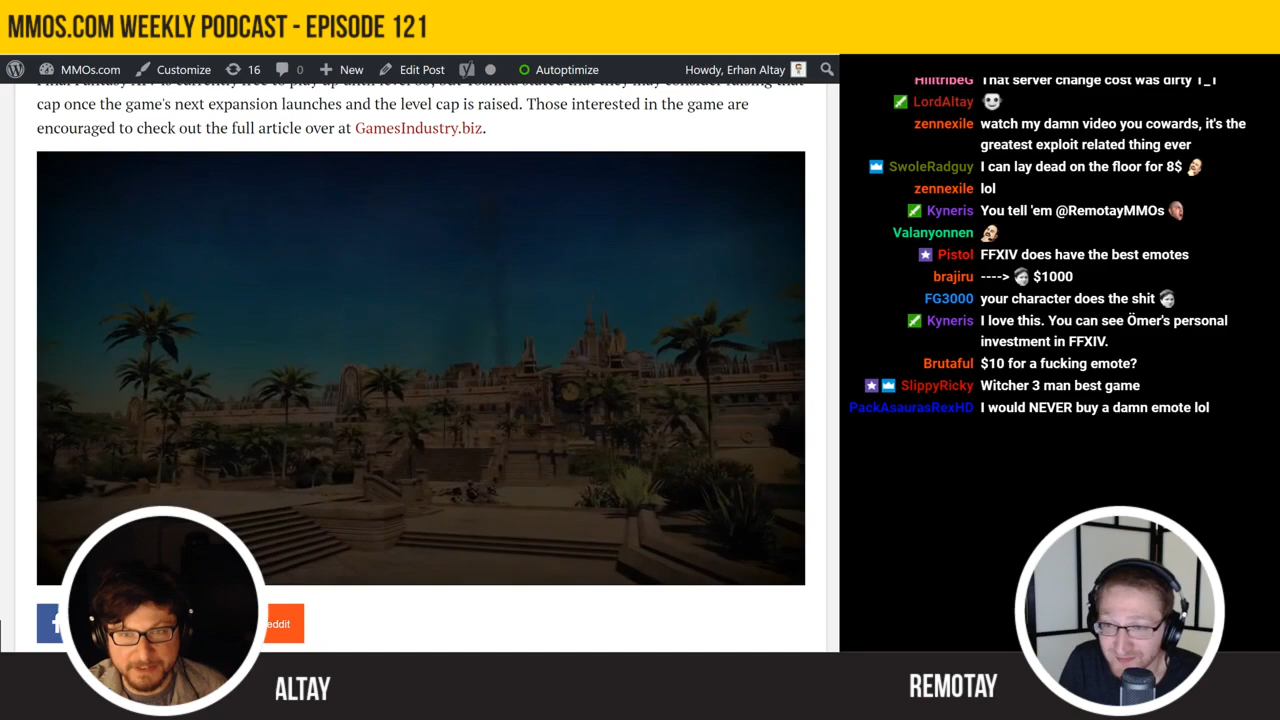 MMOS.COM WEEKLY PODCAST - EPISODE 121
MMOs.com Customize 16 0 New Edit Post Autoptimize Howdy, Erhan Altay
cap once the game's next expansion launches and the level cap is raised. Those interested in the game are
encouraged to check out the full article over at GamesIndustry.biz.
eddit
HilltribeG That server change cost was dirty T_T
LordAltay
zennexile watch my damn video you cowards, it's the
greatest exploit related thing ever
SwoleRadguy I can lay dead on the floor for 8$
zennexile lol
Kyneris You tell 'em @RemotayMMOs
Valanyonnen
Pistol FFXIV does have the best emotes
brajiru ----> $1000
FG3000 your character does the shit
Kyneris I love this. You can see Ömer's personal
investment in FFXIV.
Brutaful $10 for a fucking emote?
SlippyRicky Witcher 3 man best game
PackAsaurasRexHD I would NEVER buy a damn emote lol
ALTAY
REMOTAY